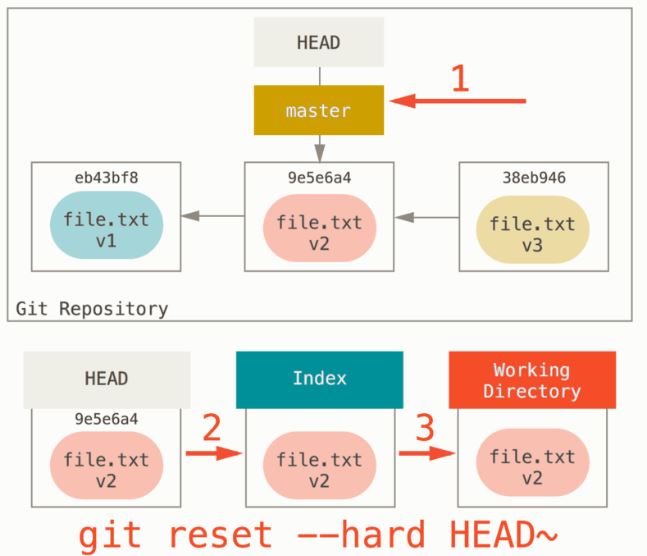 HEAD
1
master
eb43bf8
9e5e6a4
38eb946
file.txt
v1
file.txt
v2
file.txt
v3
Git Repository
HEAD
Index
Working
Directory
9e5e6a4
2
3
file.txt
v2
file.txt
v2
file.txt
v2
git reset --hard HEAD~